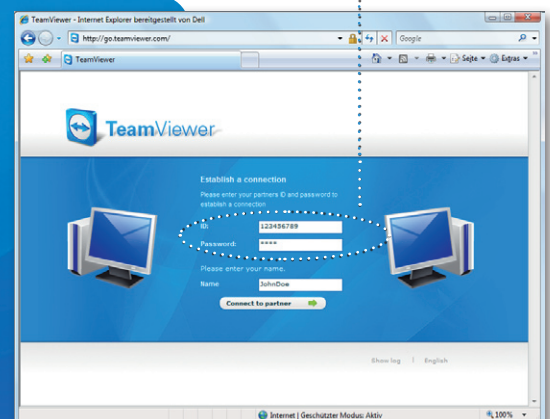 TeamViewer - Internet Explorer bereitgestellt von Dell
http://go.teamviewer.com/
Google
TeamViewer
Seite
Extras
TeamViewer
Establish a connection
Please enter your partners ID and password to
establish a connection
ID: 123456789
Password: ****
Please enter your name.
Name JohnDoe
Connect to partner
Show log | English
Internet | Geschützter Modus: Aktiv
100%